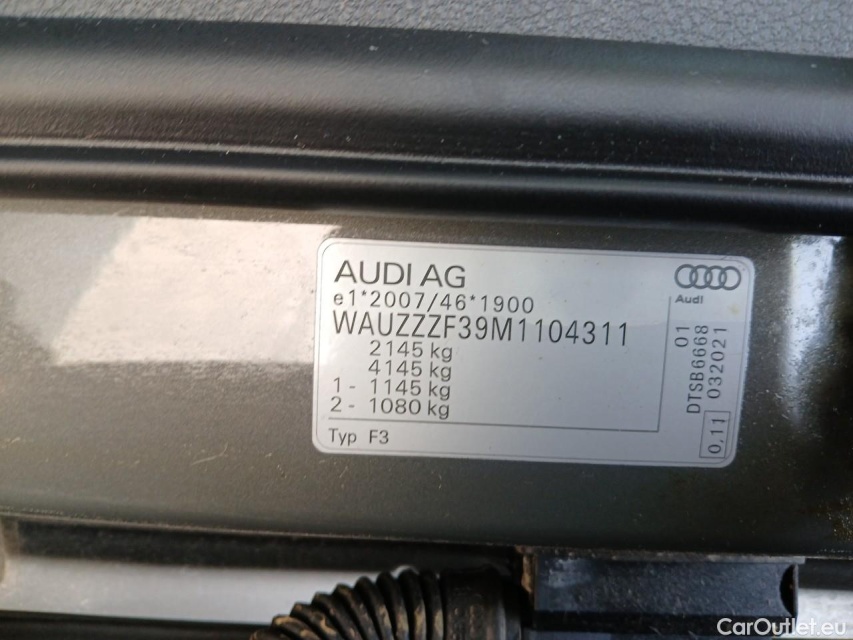 AUDI AG
e1*2007/46*1900
WAUZZZF39M1104311
2145 kg
4145 kg
1 - 1145 kg
2 - 1080 kg
Typ F3
Audi
01
DTSB6668
032021
0,11
CarOutlet.eu